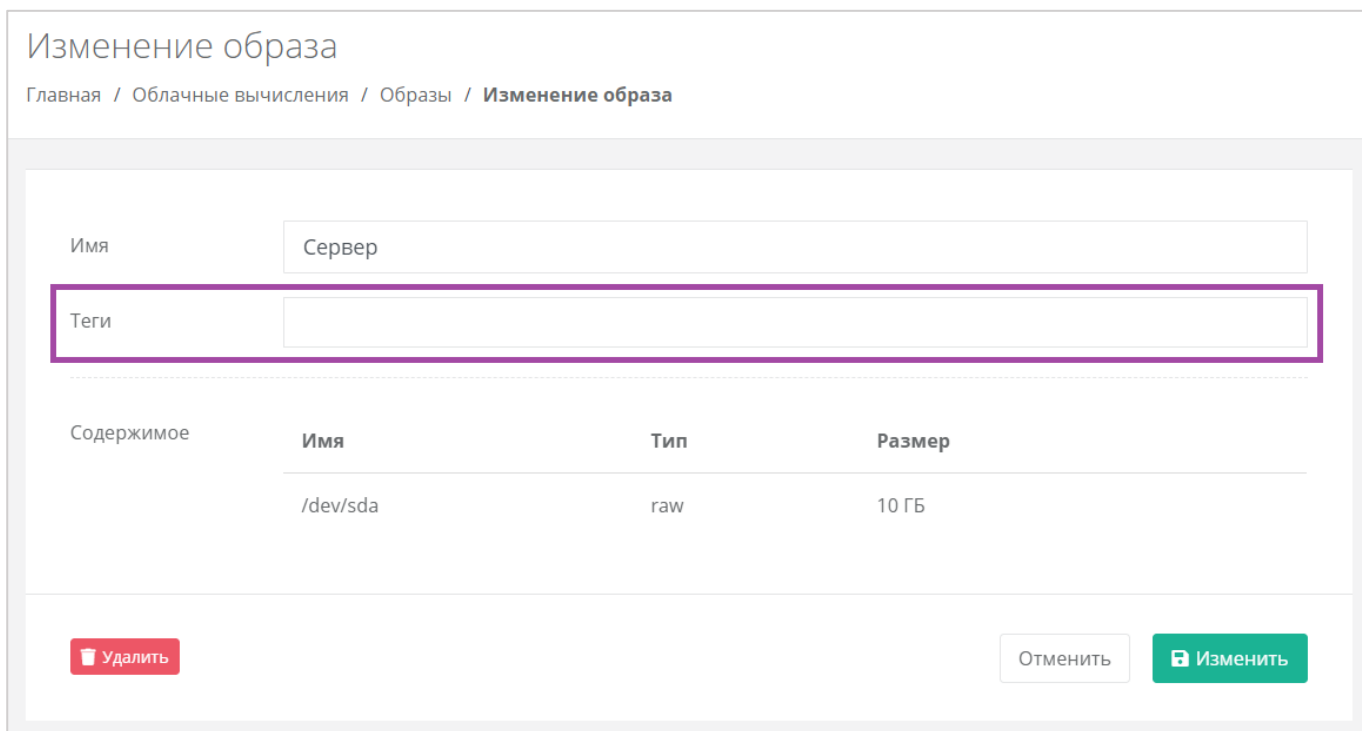 Изменение образа
Главная / Облачные вычисления / Образы / Изменение образа
Имя Сервер
Теги
Содержимое Имя Тип Размер
/dev/sda raw 10 ГБ
Удалить Отменить Изменить